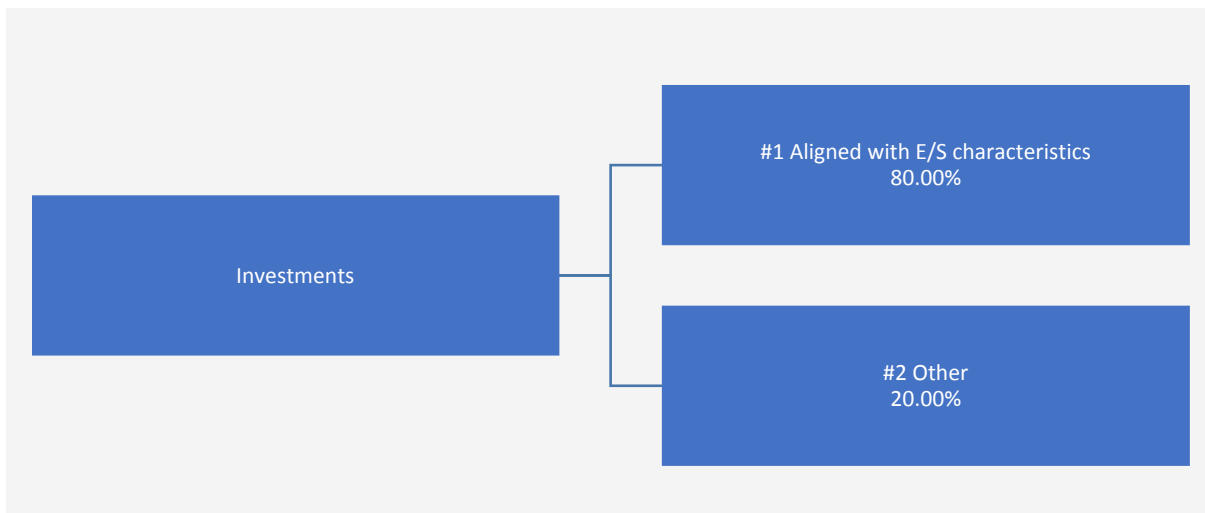 Investments
#1 Aligned with E/S characteristics
80.00%
#2 Other
20.00%